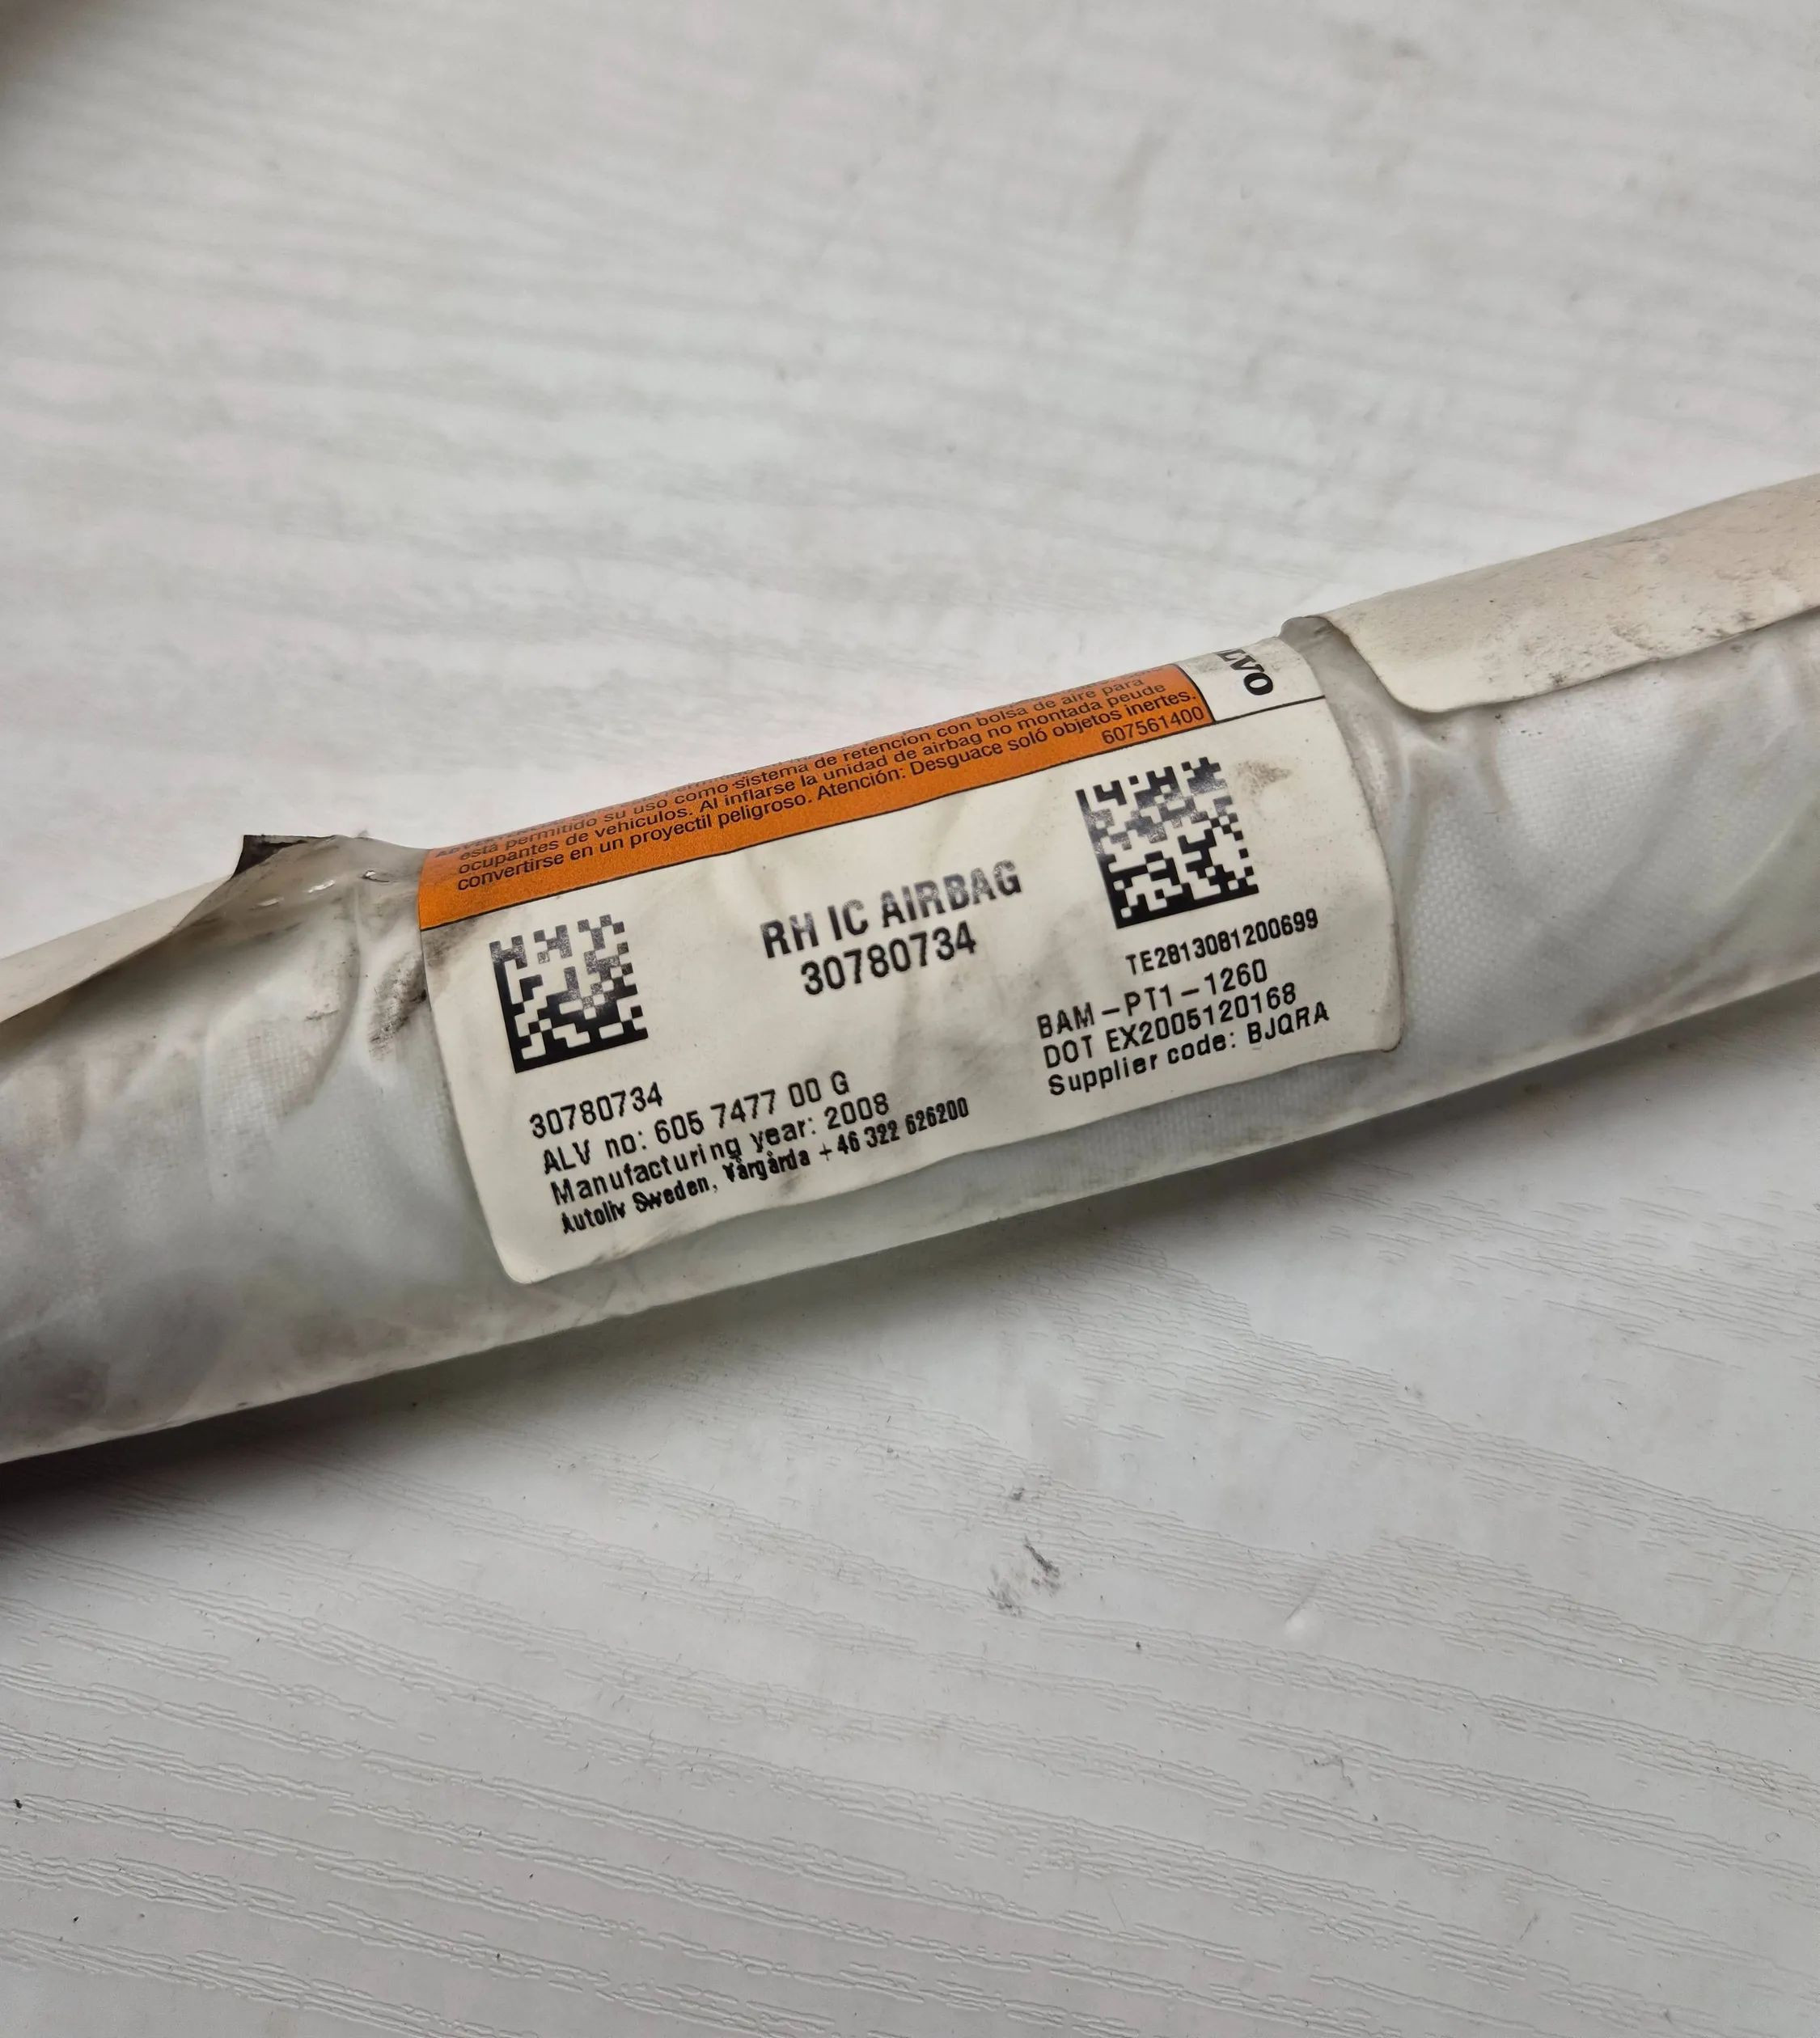 LVO
uso como sistema de retencion con bolsa de aire para
está permitido su
ocupantes de vehiculos. Al inflarse la unidad de airbag no montada peude
convertirse en un proyectil peligroso. Atención: Desguace soló objetos inertes.
607561400
RH IC AIRBAG
30780734
TE2813081200699
BAM-PT1-1260
DOT EX2005120168
Supplier code: BJQRA
30780734
ALV no: 605 7477 00 G
Manufacturing year: 2008
Autoliv Sweden, Vårgårda +46 322 626200